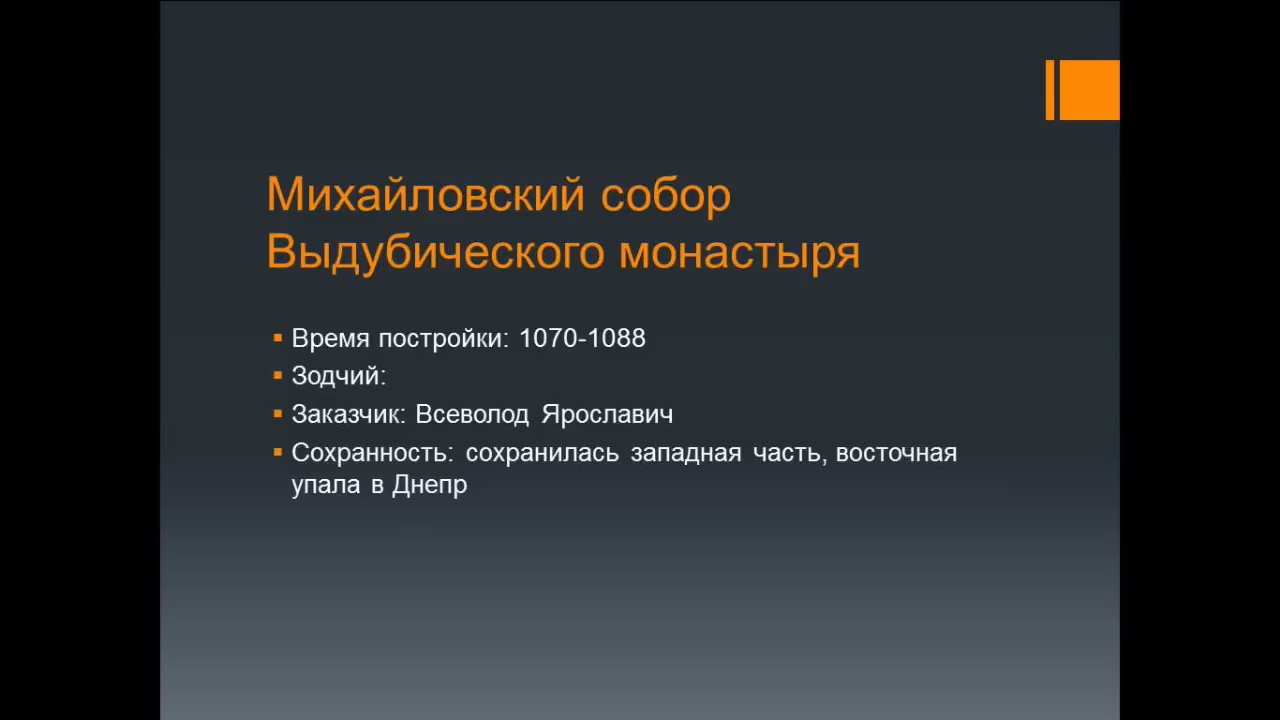 Михайловский собор
Выдубического монастыря
Время постройки: 1070-1088
Зодчий:
Заказчик: Всеволод Ярославич
Сохранность: сохранилась западная часть, восточная
упала в Днепр